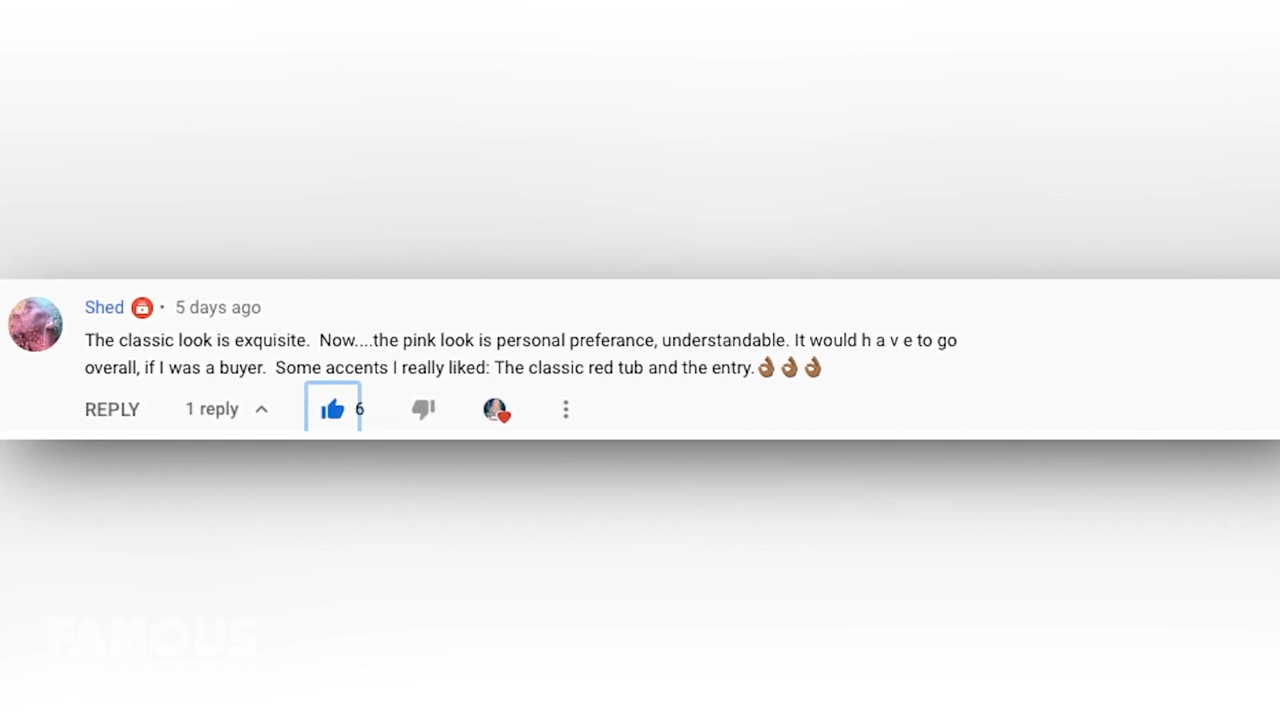 Shed · 5 days ago
The classic look is exquisite.  Now....the pink look is personal preferance, understandable. It would h a v e to go
overall, if I was a buyer.  Some accents I really liked: The classic red tub and the entry.👌🏾👌🏾👌🏾
REPLY 1 reply 6
FAMOUS